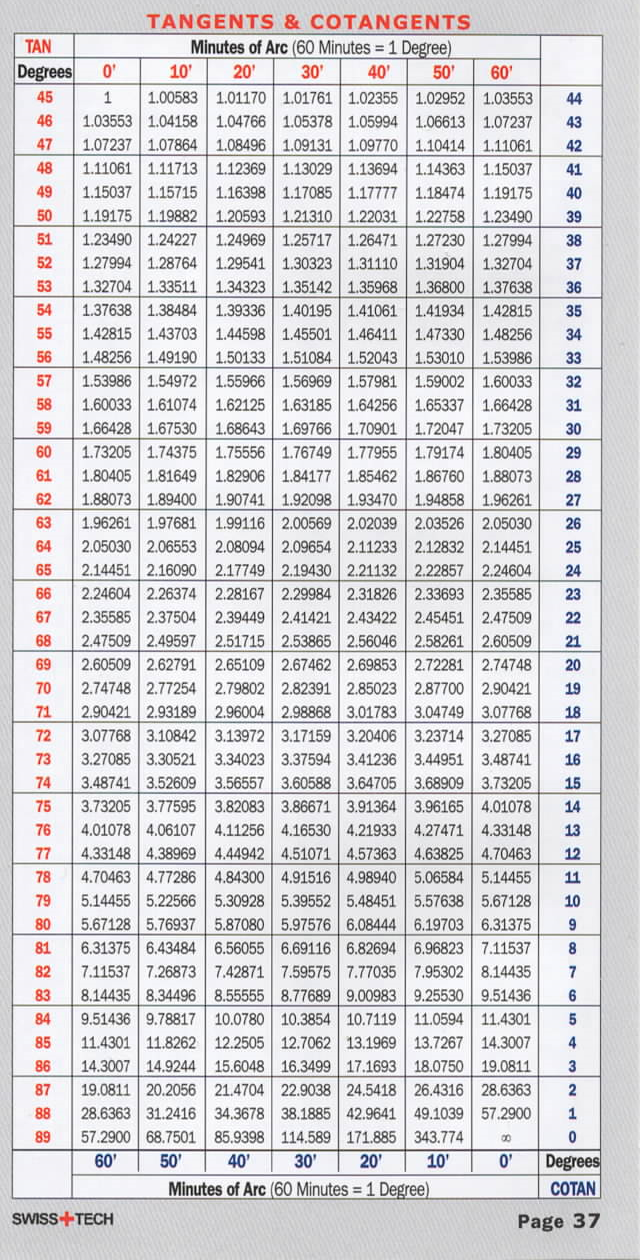 TANGENTS & COTANGENTS
TAN Minutes of Arc (60 Minutes = 1 Degree)
Degrees 0' 10' 20' 30' 40' 50' 60'
45 1 1.00583 1.01170 1.01761 1.02355 1.02952 1.03553 44
46 1.03553 1.04158 1.04766 1.05378 1.05994 1.06613 1.07237 43
47 1.07237 1.07864 1.08496 1.09131 1.09770 1.10414 1.11061 42
48 1.11061 1.11713 1.12369 1.13029 1.13694 1.14363 1.15037 41
49 1.15037 1.15715 1.16398 1.17085 1.17777 1.18474 1.19175 40
50 1.19175 1.19882 1.20593 1.21310 1.22031 1.22758 1.23490 39
51 1.23490 1.24227 1.24969 1.25717 1.26471 1.27230 1.27994 38
52 1.27994 1.28764 1.29541 1.30323 1.31110 1.31904 1.32704 37
53 1.32704 1.33511 1.34323 1.35142 1.35968 1.36800 1.37638 36
54 1.37638 1.38484 1.39336 1.40195 1.41061 1.41934 1.42815 35
55 1.42815 1.43703 1.44598 1.45501 1.46411 1.47330 1.48256 34
56 1.48256 1.49190 1.50133 1.51084 1.52043 1.53010 1.53986 33
57 1.53986 1.54972 1.55966 1.56969 1.57981 1.59002 1.60033 32
58 1.60033 1.61074 1.62125 1.63185 1.64256 1.65337 1.66428 31
59 1.66428 1.67530 1.68643 1.69766 1.70901 1.72047 1.73205 30
60 1.73205 1.74375 1.75556 1.76749 1.77955 1.79174 1.80405 29
61 1.80405 1.81649 1.82906 1.84177 1.85462 1.86760 1.88073 28
62 1.88073 1.89400 1.90741 1.92098 1.93470 1.94858 1.96261 27
63 1.96261 1.97681 1.99116 2.00569 2.02039 2.03526 2.05030 26
64 2.05030 2.06553 2.08094 2.09654 2.11233 2.12832 2.14451 25
65 2.14451 2.16090 2.17749 2.19430 2.21132 2.22857 2.24604 24
66 2.24604 2.26374 2.28167 2.29984 2.31826 2.33693 2.35585 23
67 2.35585 2.37504 2.39449 2.41421 2.43422 2.45451 2.47509 22
68 2.47509 2.49597 2.51715 2.53865 2.56046 2.58261 2.60509 21
69 2.60509 2.62791 2.65109 2.67462 2.69853 2.72281 2.74748 20
70 2.74748 2.77254 2.79802 2.82391 2.85023 2.87700 2.90421 19
71 2.90421 2.93189 2.96004 2.98868 3.01783 3.04749 3.07768 18
72 3.07768 3.10842 3.13972 3.17159 3.20406 3.23714 3.27085 17
73 3.27085 3.30521 3.34023 3.37594 3.41236 3.44951 3.48741 16
74 3.48741 3.52609 3.56557 3.60588 3.64705 3.68909 3.73205 15
75 3.73205 3.77595 3.82083 3.86671 3.91364 3.96165 4.01078 14
76 4.01078 4.06107 4.11256 4.16530 4.21933 4.27471 4.33148 13
77 4.33148 4.38969 4.44942 4.51071 4.57363 4.63825 4.70463 12
78 4.70463 4.77286 4.84300 4.91516 4.98940 5.06584 5.14455 11
79 5.14455 5.22566 5.30928 5.39552 5.48451 5.57638 5.67128 10
80 5.67128 5.76937 5.87080 5.97576 6.08444 6.19703 6.31375 9
81 6.31375 6.43484 6.56055 6.69116 6.82694 6.96823 7.11537 8
82 7.11537 7.26873 7.42871 7.59575 7.77035 7.95302 8.14435 7
83 8.14435 8.34496 8.55555 8.77689 9.00983 9.25530 9.51436 6
84 9.51436 9.78817 10.0780 10.3854 10.7119 11.0594 11.4301 5
85 11.4301 11.8262 12.2505 12.7062 13.1969 13.7267 14.3007 4
86 14.3007 14.9244 15.6048 16.3499 17.1693 18.0750 19.0811 3
87 19.0811 20.2056 21.4704 22.9038 24.5418 26.4316 28.6363 2
88 28.6363 31.2416 34.3678 38.1885 42.9641 49.1039 57.2900 1
89 57.2900 68.7501 85.9398 114.589 171.885 343.774 ∞ 0
60' 50' 40' 30' 20' 10' 0' Degrees
Minutes of Arc (60 Minutes = 1 Degree) COTAN
SWISS+TECH Page 37